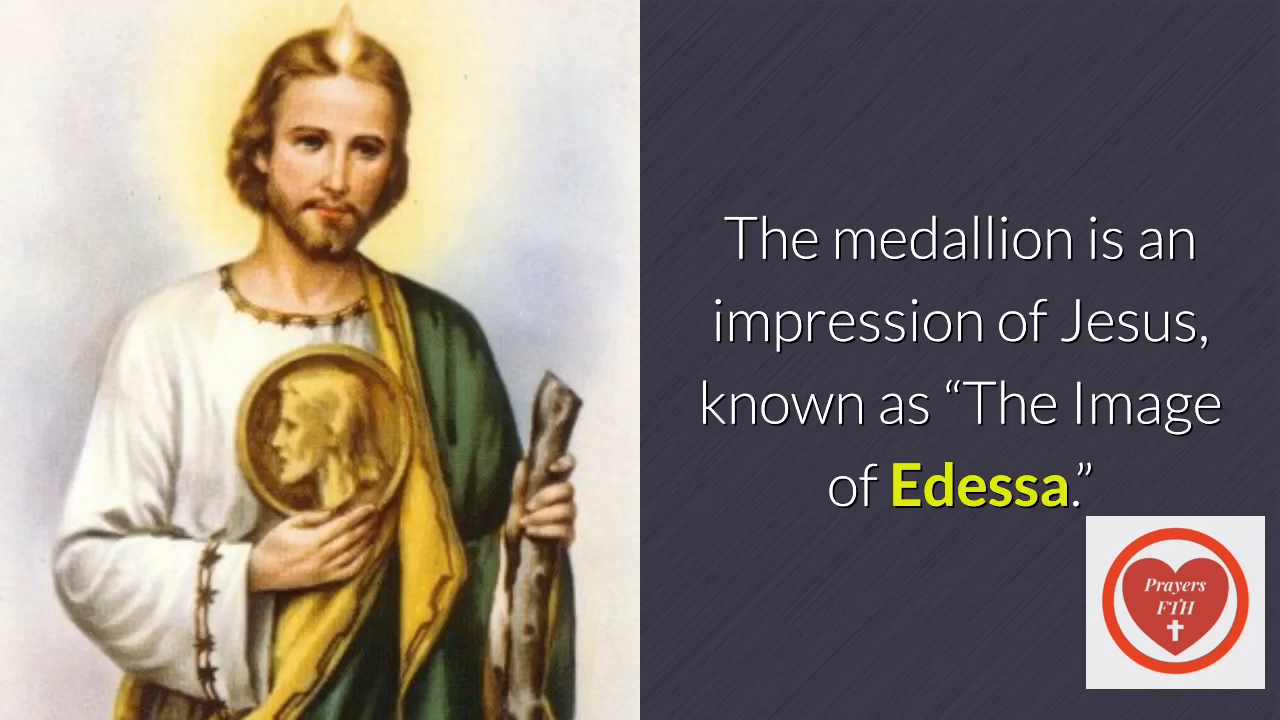 The medallion is an
impression of Jesus,
known as “The Image
of Edessa.”
Prayers
FTH